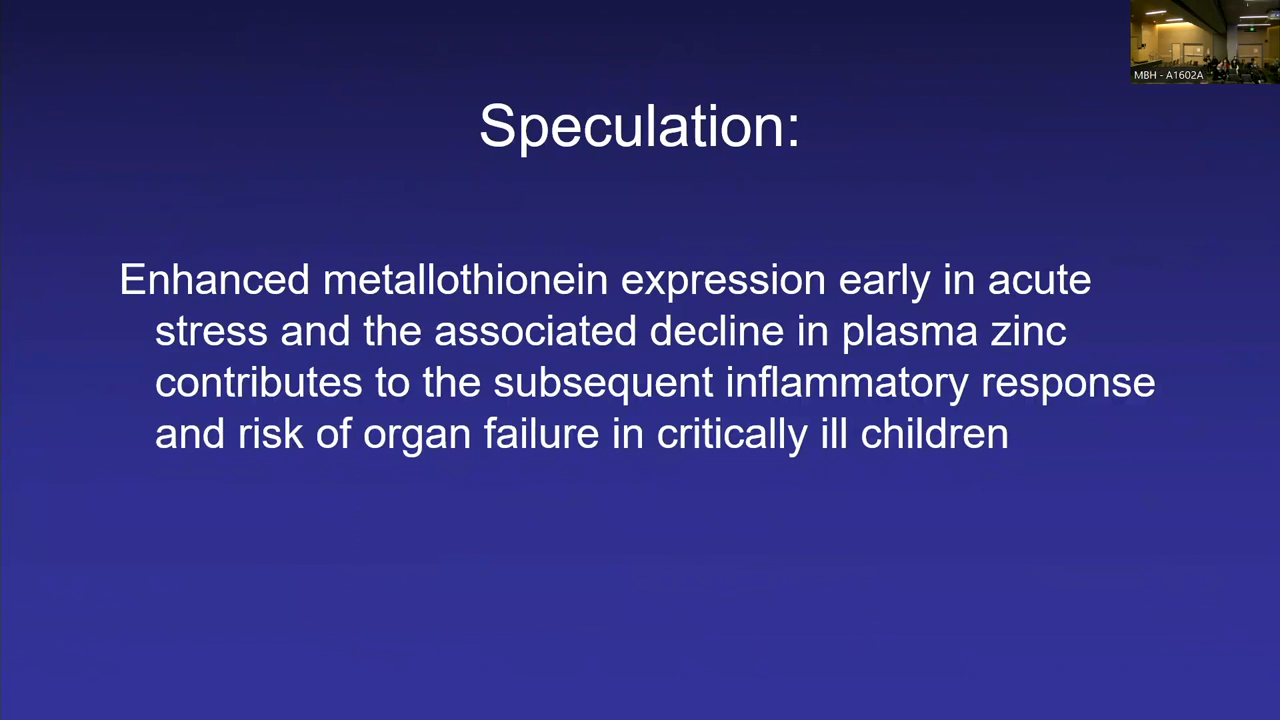 MBH - A1602A
Speculation:
Enhanced metallothionein expression early in acute
stress and the associated decline in plasma zinc
contributes to the subsequent inflammatory response
and risk of organ failure in critically ill children